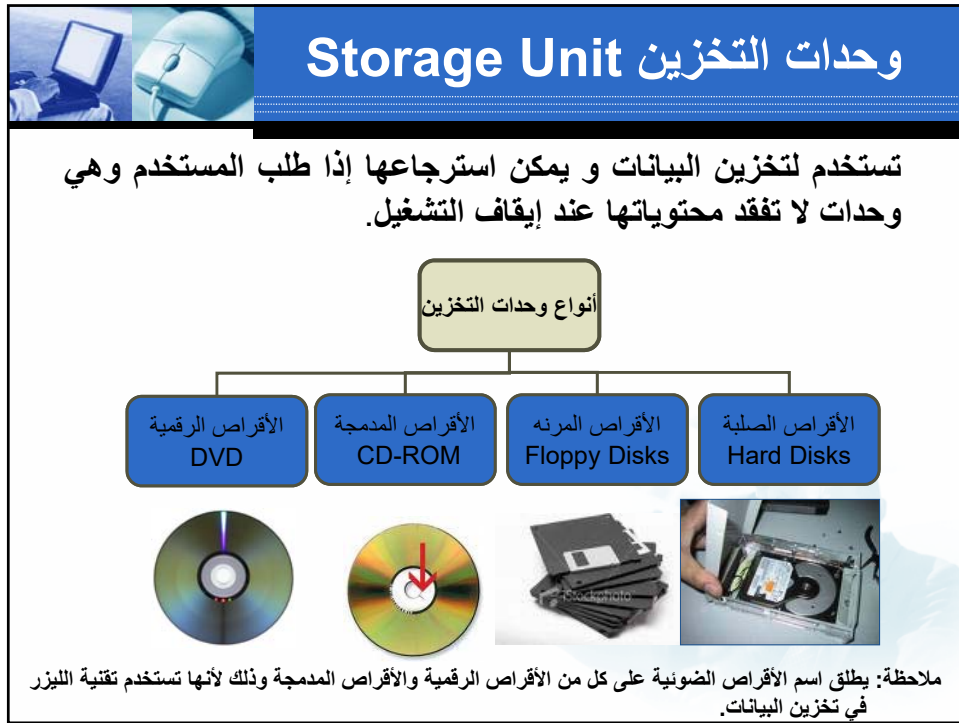 وحدات التخزين Storage Unit
تستخدم لتخزين البيانات و يمكن استرجاعها إذا طلب المستخدم وهي
وحدات لا تفقد محتوياتها عند إيقاف التشغيل.
أنواع وحدات التخزين
الأقراص الصلبة
Hard Disks
الأقراص المرنه
Floppy Disks
الأقراص المدمجة
CD-ROM
الأقراص الرقمية
DVD
iStockphoto
ملاحظة: يطلق اسم الأقراص الضوئية على كل من الأقراص الرقمية والأقراص المدمجة وذلك لأنها تستخدم تقنية الليزر
في تخزين البيانات.